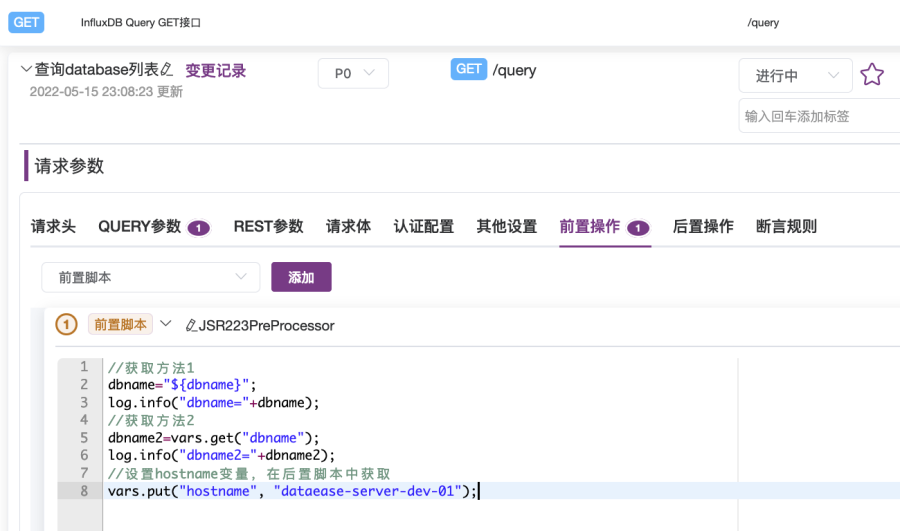 GET InfluxDB Query GET接口 /query
查询database列表 变更记录 P0 GET /query 进行中
2022-05-15 23:08:23 更新
输入回车添加标签
请求参数
请求头 QUERY参数 1 REST参数 请求体 认证配置 其他设置 前置操作 1 后置操作 断言规则
前置脚本 添加
1 前置脚本 JSR223PreProcessor
1 //获取方法1
2 dbname="${dbname}";
3 log.info("dbname="+dbname);
4 //获取方法2
5 dbname2=vars.get("dbname");
6 log.info("dbname2="+dbname2);
7 //设置hostname变量，在后置脚本中获取
8 vars.put("hostname", "dataease-server-dev-01");